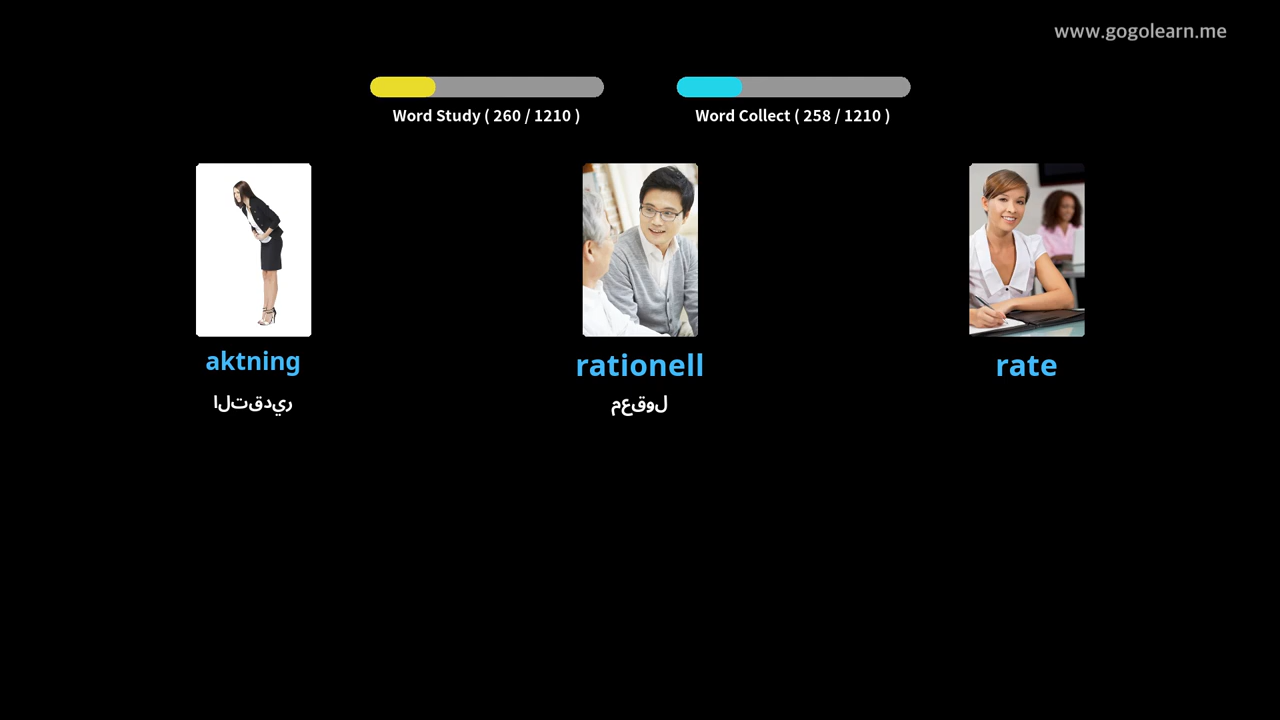 www.gogolearn.me
Word Study ( 260 / 1210 )
Word Collect ( 258 / 1210 )
aktning
rationell
rate
التقدير
معقول